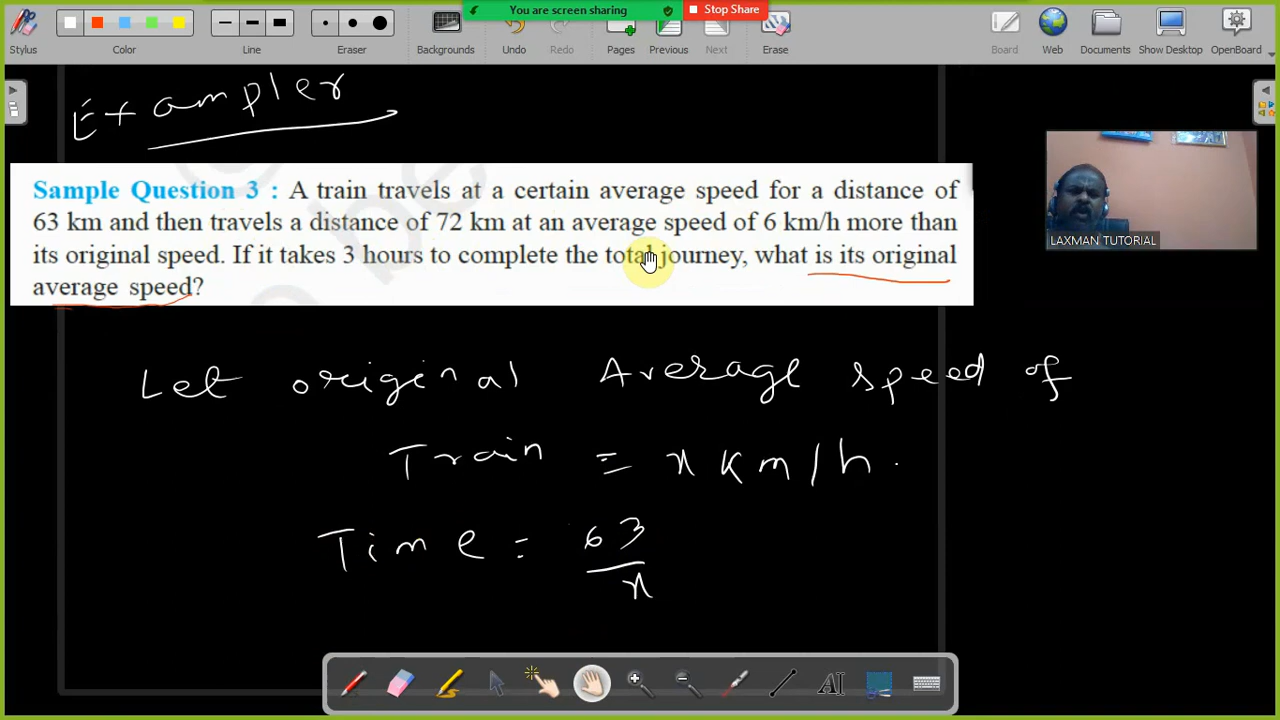 You are screen sharing Stop Share
Stylus Color Line Eraser Backgrounds Undo Redo Pages Previous Next Erase Board Web Documents Show Desktop OpenBoard
Exampler
Sample Question 3 : A train travels at a certain average speed for a distance of
63 km and then travels a distance of 72 km at an average speed of 6 km/h more than
its original speed. If it takes 3 hours to complete the total journey, what is its original
average speed?
LAXMAN TUTORIAL
Let original Average speed of
Train = x km/h.
Time = 63
x